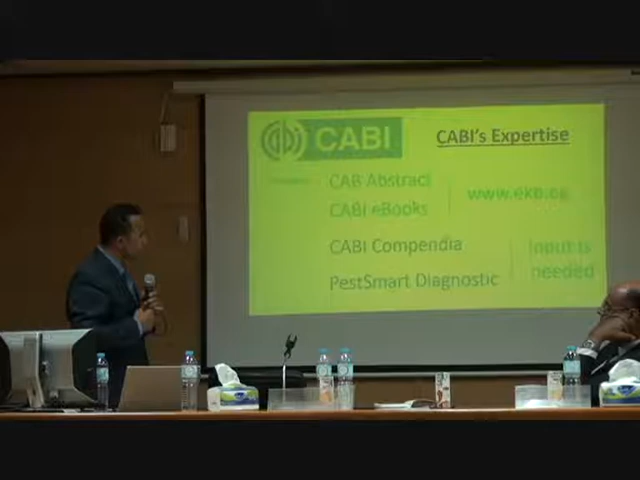 CABI
CABI's Expertise
CAB Abstract
CABI eBooks
www.ekb.eg
CABI Compendia
PestSmart Diagnostic
Input is
needed